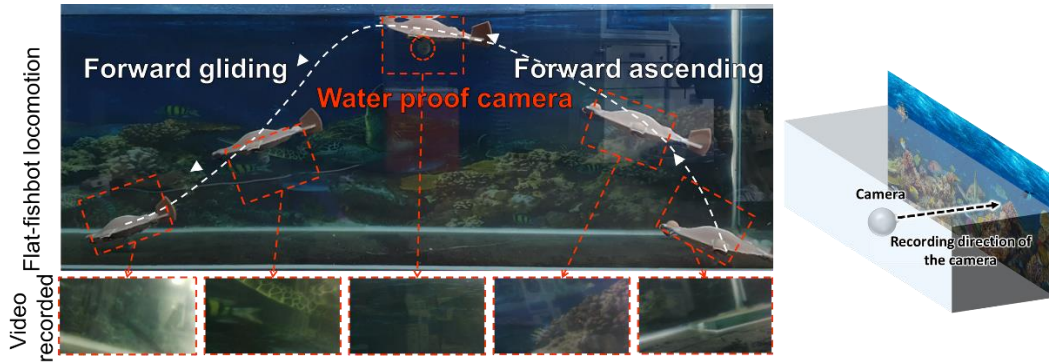 Flat-fishbot locomotion
Forward gliding
Forward ascending
Water proof camera
Video
recorded
Camera
Recording direction of
the camera